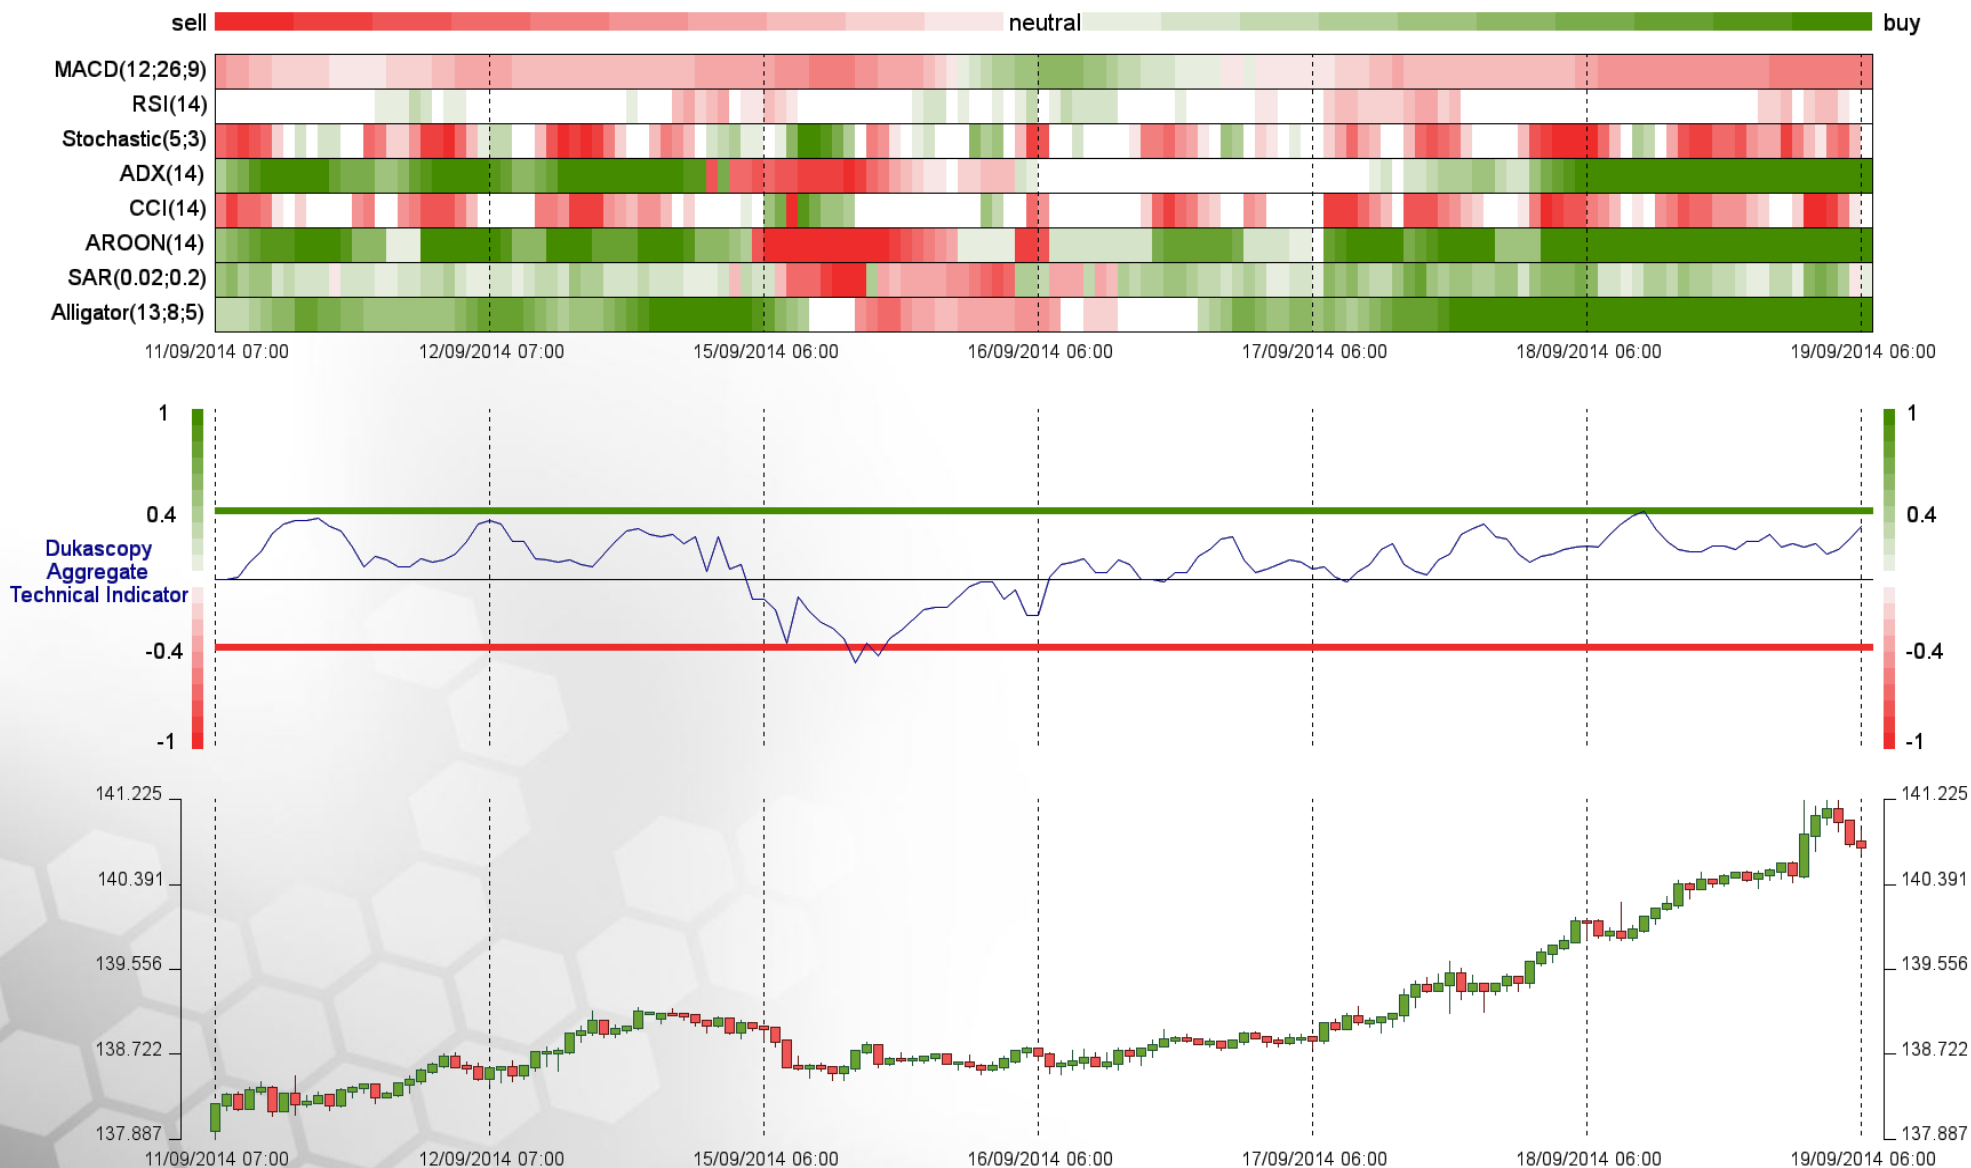 sell neutral buy
MACD(12;26;9)
RSI(14)
Stochastic(5;3)
ADX(14)
CCI(14)
AROON(14)
SAR(0.02;0.2)
Alligator(13;8;5)
11/09/2014 07:00 12/09/2014 07:00 15/09/2014 06:00 16/09/2014 06:00 17/09/2014 06:00 18/09/2014 06:00 19/09/2014 06:00
1 1
0.4 0.4
Dukascopy
Aggregate
Technical Indicator
-0.4 -0.4
-1 -1
141.225 141.225
140.391 140.391
139.556 139.556
138.722 138.722
137.887 137.887
11/09/2014 07:00 12/09/2014 07:00 15/09/2014 06:00 16/09/2014 06:00 17/09/2014 06:00 18/09/2014 06:00 19/09/2014 06:00